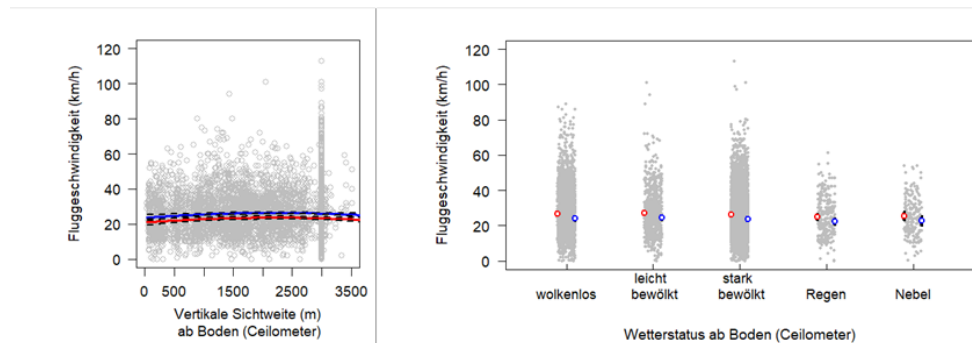 Fluggeschwindigkeit (km/h)
120
100
80
60
40
20
0
0 500 1500 2500 3500
Vertikale Sichtweite (m)
ab Boden (Ceilometer)
Fluggeschwindigkeit (km/h)
120
100
80
60
40
20
0
wolkenlos
leicht
bewölkt
stark
bewölkt
Regen
Nebel
Wetterstatus ab Boden (Ceilometer)